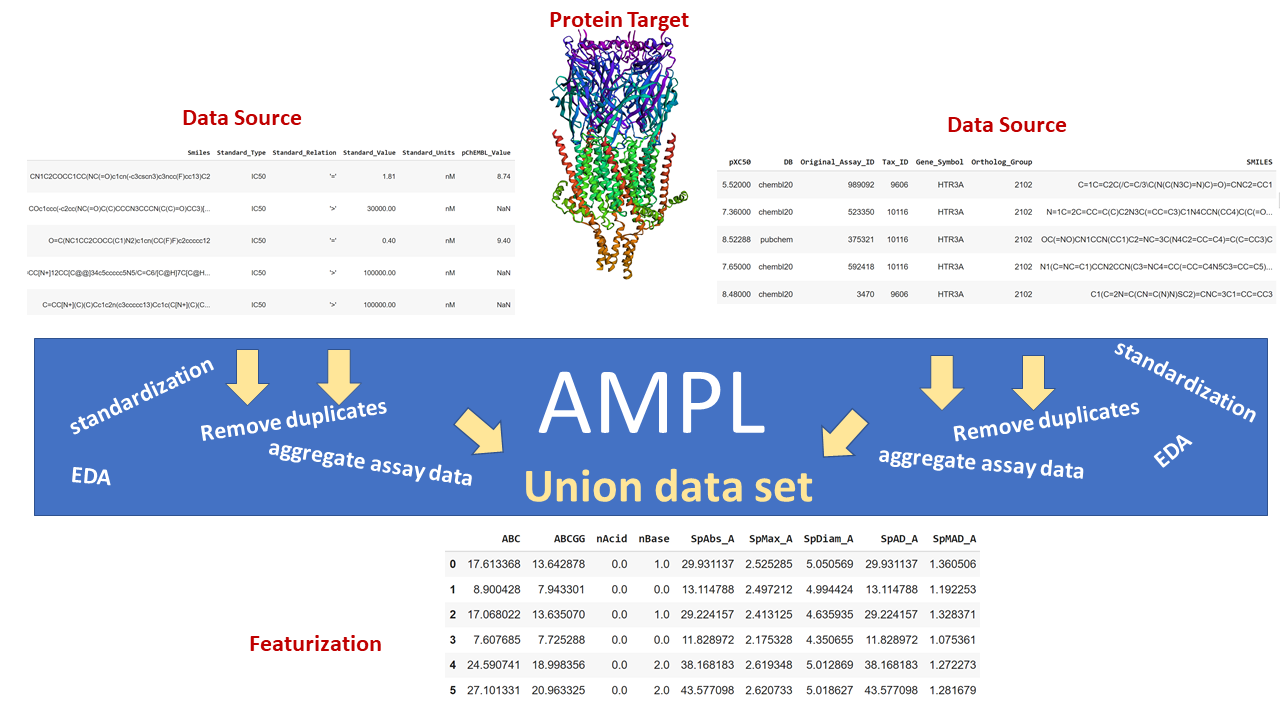 Protein Target
Data Source
Smiles Standard_Type Standard_Relation Standard_Value Standard_Units pChEMBL_Value
CN1C2COCC1CC(NC(=O)c1cn(-c3cscn3)c3ncc(F)cc13)C2 IC50 '=' 1.81 nM 8.74
COc1ccc(-c2cc(NC(=O)C(C)CCCN3CCCN(C(C)=O)CC3)[... IC50 '>' 30000.00 nM NaN
O=C(NC1CC2COCC(C1)N2)c1cn(CC(F)F)c2ccccc12 IC50 '=' 0.40 nM 9.40
CC[N+]12CC[C@@]34c5ccccc5N5/C=C6/[C@H]7C[C@H... IC50 '>' 100000.00 nM NaN
C=CC[N+](C)(C)Cc1c2n(c3ccccc13)Cc1c(C[N+](C)(C... IC50 '>' 100000.00 nM NaN
Data Source
pXC50 DB Original_Assay_ID Tax_ID Gene_Symbol Ortholog_Group SMILES
5.52000 chembl20 989092 9606 HTR3A 2102 C=1C=C2C(/C=C/3\C(N(C(N3C)=N)C)=O)=CNC2=CC1
7.36000 chembl20 523350 10116 HTR3A 2102 N=1C=2C=CC=C(C)C2N3C(=CC=C3)C1N4CCN(CC4)C(C(=O...
8.52288 pubchem 375321 10116 HTR3A 2102 OC(=NO)CN1CCN(CC1)C2=NC=3C(N4C2=CC=C4)=C(C=CC3)C
7.65000 chembl20 592418 10116 HTR3A 2102 N1(C=NC=C1)CCN2CCN(C3=NC4=CC(=CC=C4N5C3=CC=C5)...
8.48000 chembl20 3470 9606 HTR3A 2102 C1(C=2N=C(CN=C(N)N)SC2)=CNC=3C1=CC=CC3
standardization
Remove duplicates
aggregate assay data
EDA
AMPL
Union data set
standardization
Remove duplicates
aggregate assay data
EDA
Featurization
ABC ABCGG nAcid nBase SpAbs_A SpMax_A SpDiam_A SpAD_A SpMAD_A
0 17.613368 13.642878 0.0 1.0 29.931137 2.525285 5.050569 29.931137 1.360506
1 8.900428 7.943301 0.0 0.0 13.114788 2.497212 4.994424 13.114788 1.192253
2 17.068022 13.635070 0.0 1.0 29.224157 2.413125 4.635935 29.224157 1.328371
3 7.607685 7.725288 0.0 0.0 11.828972 2.175328 4.350655 11.828972 1.075361
4 24.590741 18.998356 0.0 2.0 38.168183 2.619348 5.012869 38.168183 1.272273
5 27.101331 20.963325 0.0 2.0 43.577098 2.620733 5.018627 43.577098 1.281679